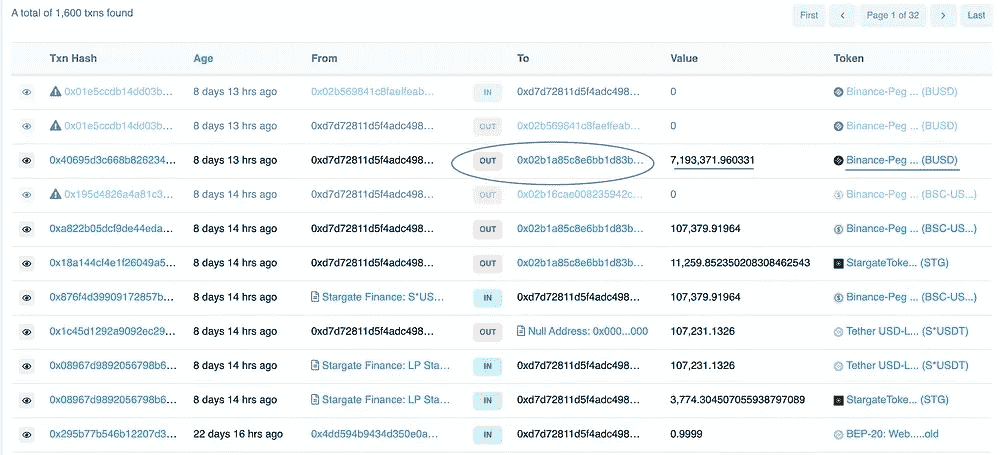 A total of 1,600 txns found
First Page 1 of 32 Last
Txn Hash Age From To Value Token
0x01e5ccdb14dd03b... 8 days 13 hrs ago 0x02b569841c8faelfeab... IN 0xd7d72811d5f4adc498... 0 Binance-Peg ... (BUSD)
0x01e5ccdb14dd03b... 8 days 13 hrs ago 0xd7d72811d5f4adc498... OUT 0x02b569841c8faeffeab... 0 Binance-Peg ... (BUSD)
0x40695d3c668b826234... 8 days 13 hrs ago 0xd7d72811d5f4adc498... OUT 0x02b1a85c8e6bb1d83b... 7,193,371.960331 Binance-Peg ... (BUSD)
0x195d4826a4a81c3... 8 days 14 hrs ago 0xd7d72811d5f4adc498... OUT 0x02b16cae008235942c... 0 Binance-Peg ... (BSC-US...)
0xa822b05dcf9de44eda... 8 days 14 hrs ago 0xd7d72811d5f4adc498... OUT 0x02b1a85c8e6bb1d83b... 107,379.91964 Binance-Peg ... (BSC-US...)
0x18a144cf4e1f26049a5... 8 days 14 hrs ago 0xd7d72811d5f4adc498... OUT 0x02b1a85c8e6bb1d83b... 11,259.852350208308462543 StargateToke... (STG)
0x876f4d39909172857b... 8 days 14 hrs ago Stargate Finance: S*US... IN 0xd7d72811d5f4adc498... 107,379.91964 Binance-Peg ... (BSC-US...)
0x1c45d1292a9092ec29... 8 days 14 hrs ago 0xd7d72811d5f4adc498... OUT Null Address: 0x000...000 107,231.1326 Tether USD-L... (S*USDT)
0x08967d9892056798b6... 8 days 14 hrs ago Stargate Finance: LP Sta... IN 0xd7d72811d5f4adc498... 107,231.1326 Tether USD-L... (S*USDT)
0x08967d9892056798b6... 8 days 14 hrs ago Stargate Finance: LP Sta... IN 0xd7d72811d5f4adc498... 3,774.304507055938797089 StargateToke... (STG)
0x295b77b546b12207d3... 22 days 16 hrs ago 0x4dd594b9434d350e0a... IN 0xd7d72811d5f4adc498... 0.9999 BEP-20: Web.....old